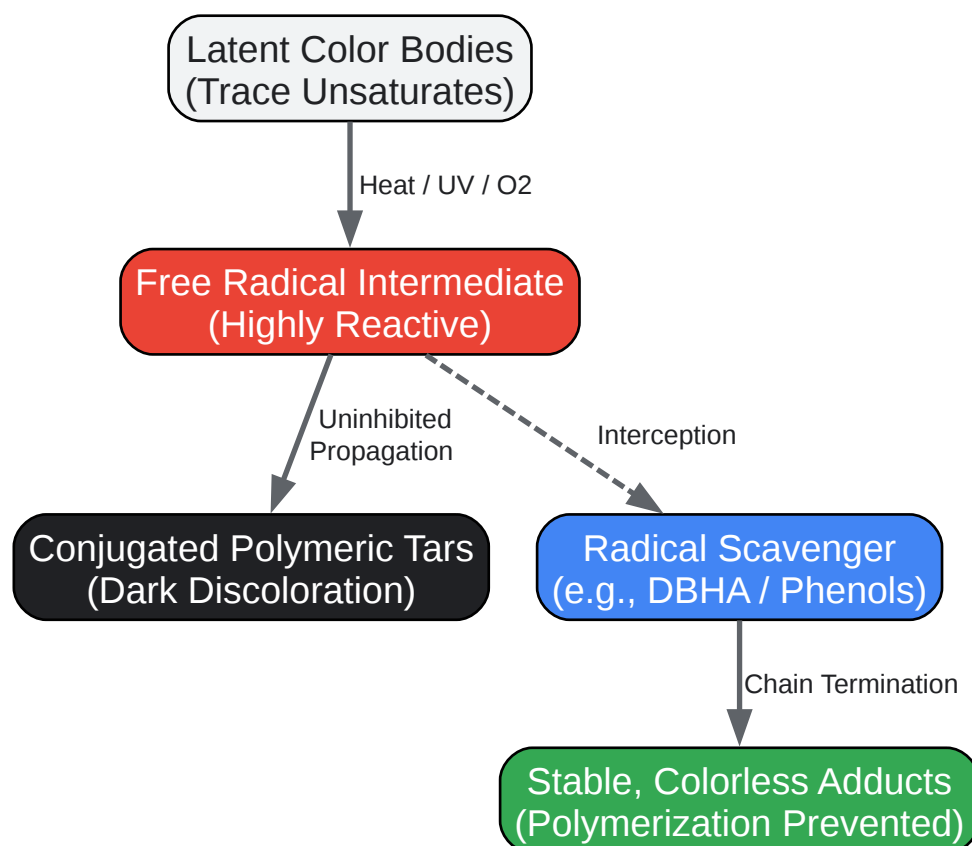 Latent Color Bodies
(Trace Unsaturates)
Heat / UV / O2
Free Radical Intermediate
(Highly Reactive)
Uninhibited
Propagation
Interception
Conjugated Polymeric Tars
(Dark Discoloration)
Radical Scavenger
(e.g., DBHA / Phenols)
Chain Termination
Stable, Colorless Adducts
(Polymerization Prevented)